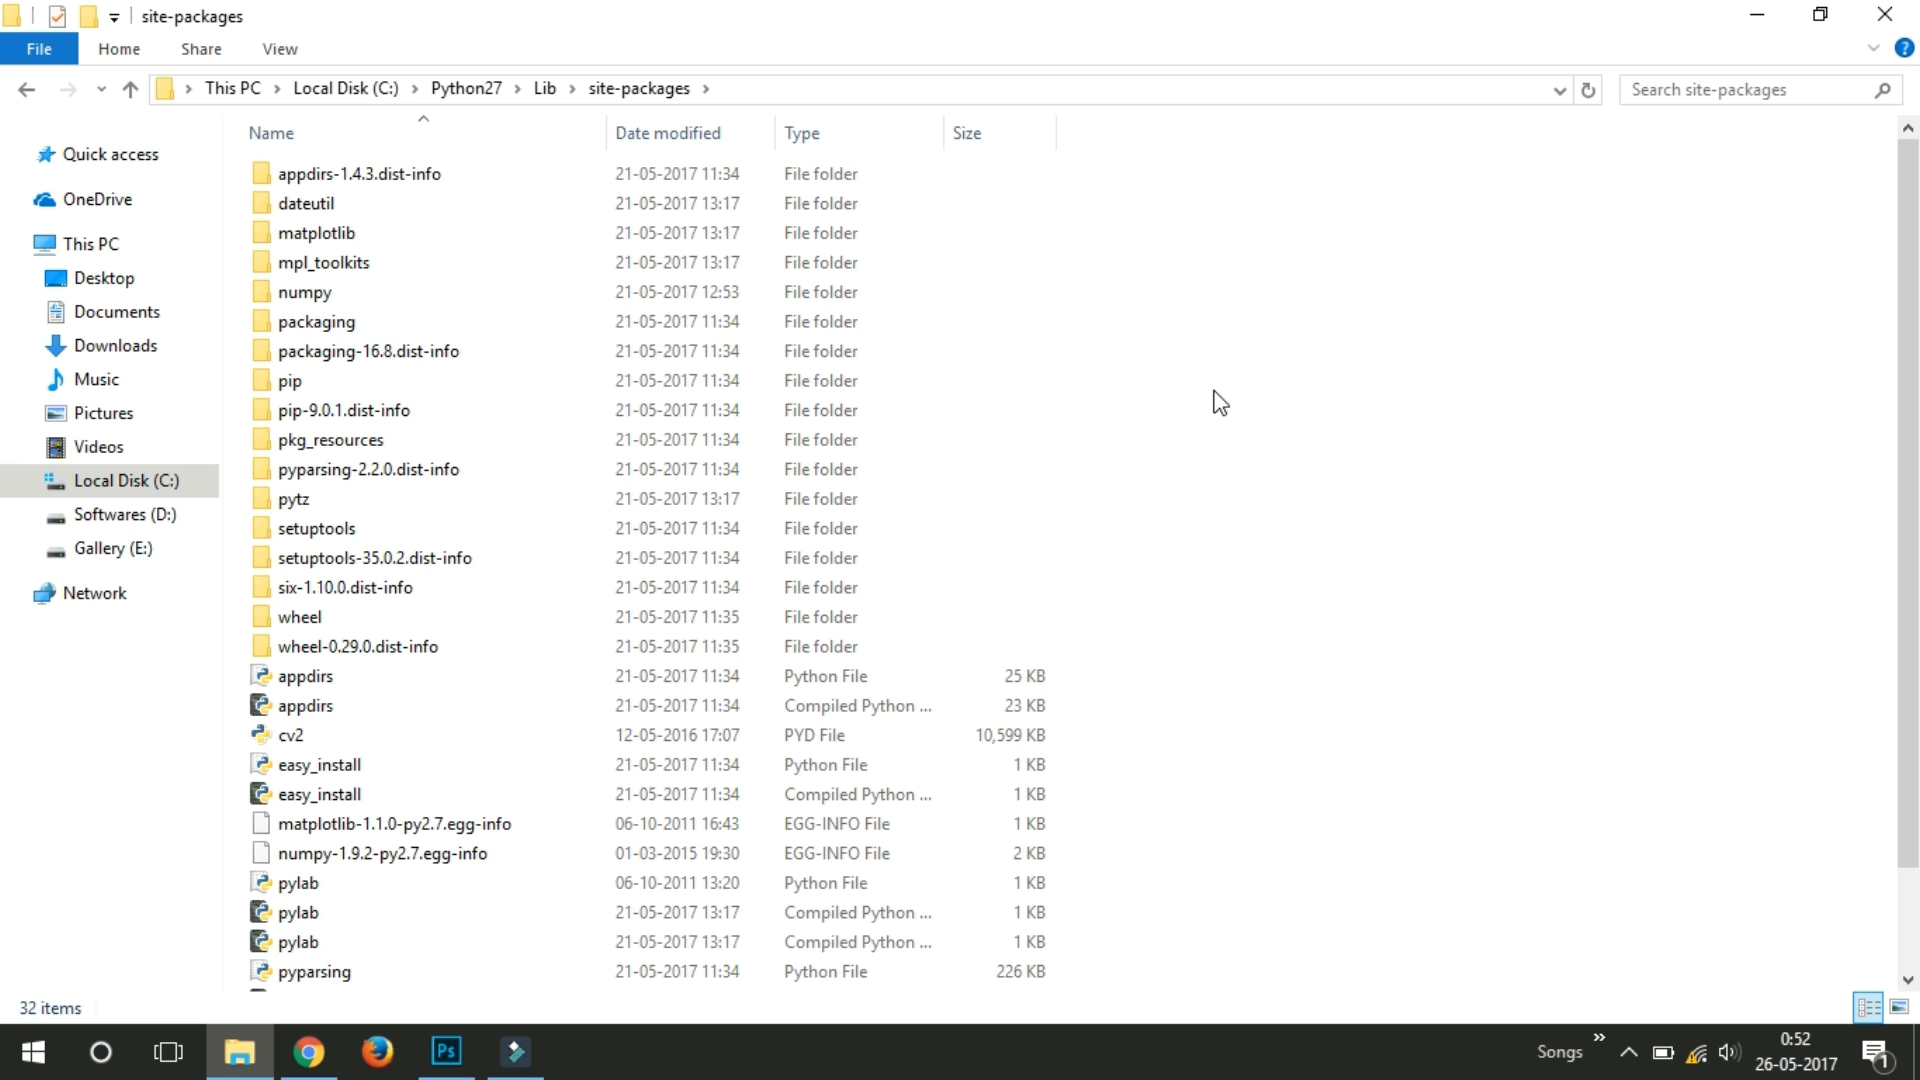 site-packages
File Home Share View
This PC Local Disk (C:) Python27 Lib site-packages
Search site-packages
Name Date modified Type Size
Quick access
OneDrive
This PC
Desktop
Documents
Downloads
Music
Pictures
Videos
Local Disk (C:)
Softwares (D:)
Gallery (E:)
Network
appdirs-1.4.3.dist-info 21-05-2017 11:34 File folder
dateutil 21-05-2017 13:17 File folder
matplotlib 21-05-2017 13:17 File folder
mpl_toolkits 21-05-2017 13:17 File folder
numpy 21-05-2017 12:53 File folder
packaging 21-05-2017 11:34 File folder
packaging-16.8.dist-info 21-05-2017 11:34 File folder
pip 21-05-2017 11:34 File folder
pip-9.0.1.dist-info 21-05-2017 11:34 File folder
pkg_resources 21-05-2017 11:34 File folder
pyparsing-2.2.0.dist-info 21-05-2017 11:34 File folder
pytz 21-05-2017 13:17 File folder
setuptools 21-05-2017 11:34 File folder
setuptools-35.0.2.dist-info 21-05-2017 11:34 File folder
six-1.10.0.dist-info 21-05-2017 11:34 File folder
wheel 21-05-2017 11:35 File folder
wheel-0.29.0.dist-info 21-05-2017 11:35 File folder
appdirs 21-05-2017 11:34 Python File 25 KB
appdirs 21-05-2017 11:34 Compiled Python ... 23 KB
cv2 12-05-2016 17:07 PYD File 10,599 KB
easy_install 21-05-2017 11:34 Python File 1 KB
easy_install 21-05-2017 11:34 Compiled Python ... 1 KB
matplotlib-1.1.0-py2.7.egg-info 06-10-2011 16:43 EGG-INFO File 1 KB
numpy-1.9.2-py2.7.egg-info 01-03-2015 19:30 EGG-INFO File 2 KB
pylab 06-10-2011 13:20 Python File 1 KB
pylab 21-05-2017 13:17 Compiled Python ... 1 KB
pylab 21-05-2017 13:17 Compiled Python ... 1 KB
pyparsing 21-05-2017 11:34 Python File 226 KB
32 items
Ps
Songs
0:52
26-05-2017
1